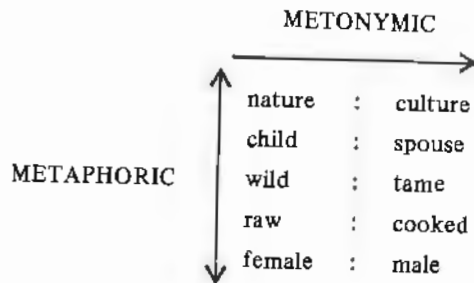 METONYMIC
nature : culture
child : spouse
METAPHORIC
wild : tame
raw : cooked
female : male